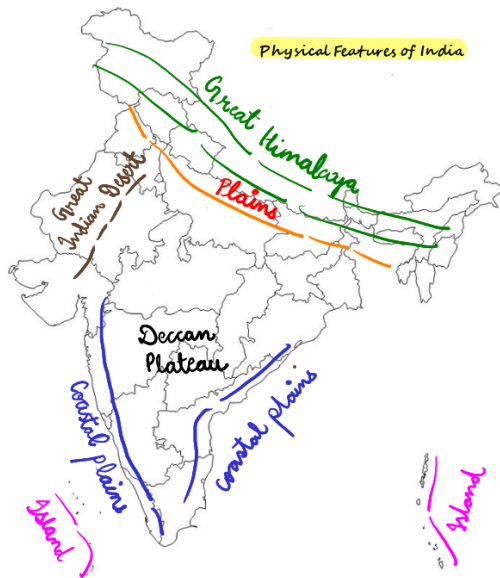 Physical Features of India
Great Himalaya
Plains
Great
Indian Desert
Deccan
Plateau
Coastal plains
Coastal plains
Island
Island